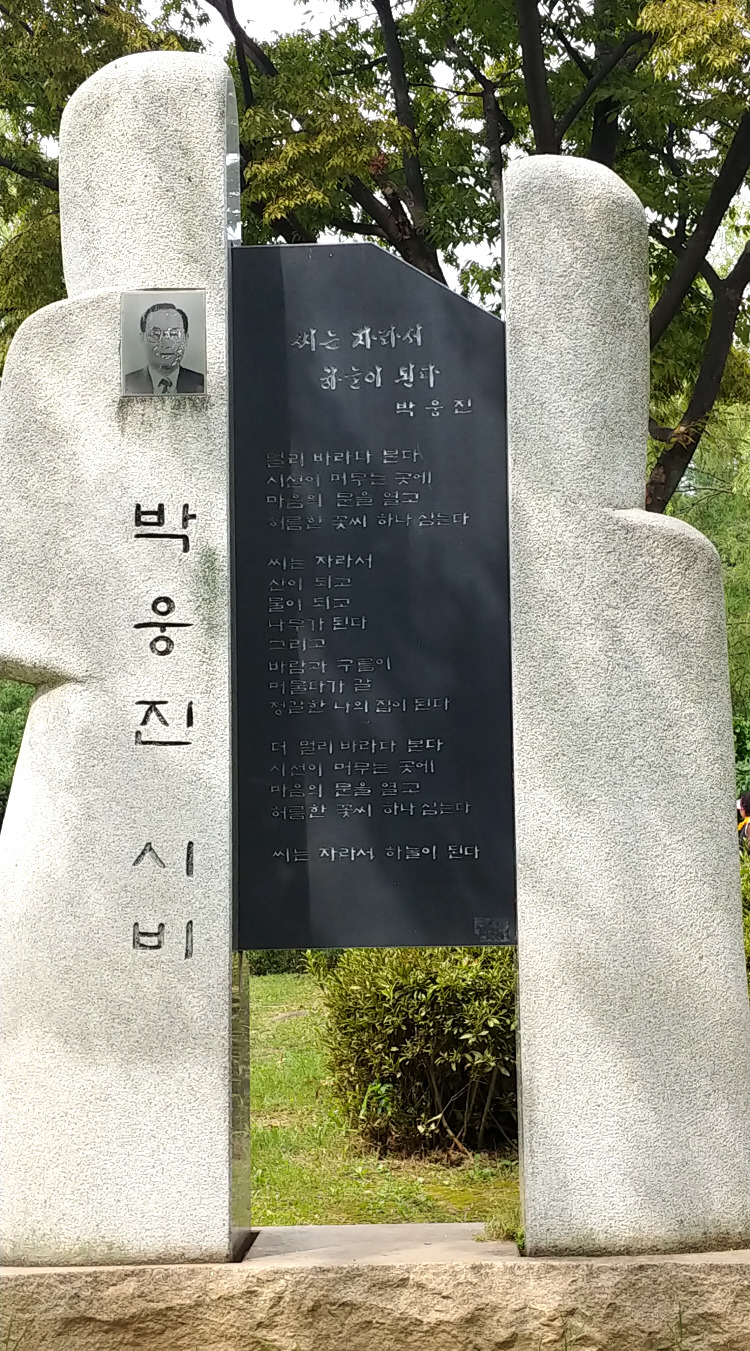 박웅진 시비
씨는 자라서
하늘이 된다
박웅진
멀리 바라다 본다
시선이 머무는 곳에
마음의 문을 열고
허름한 꽃씨 하나 심는다
씨는 자라서
산이 되고
물이 되고
나무가 된다
그리고
바람과 구름이
머물다가 갈
정갈한 나의 집이 된다
더 멀리 바라다 본다
시선이 머무는 곳에
마음의 문을 열고
허름한 꽃씨 하나 심는다
씨는 자라서 하늘이 된다